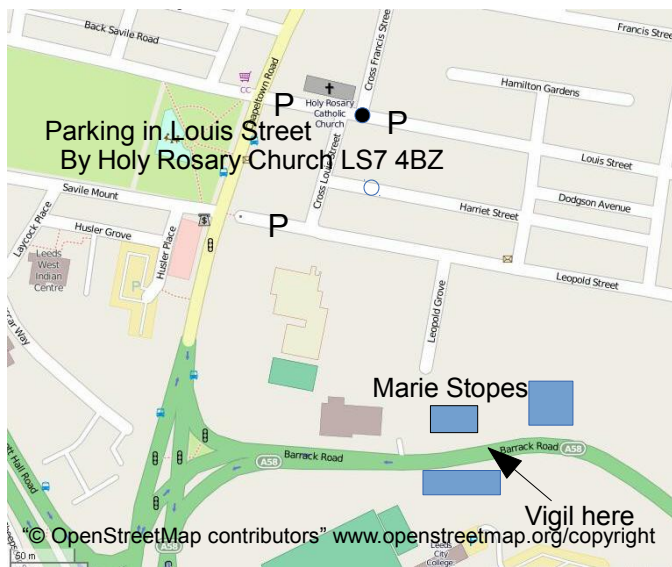 Back Savile Road
Francis Street
Cross Francis Street
Hamilton Gardens
Chapeltown Road
CC
Holy Rosary
Catholic
Church
P
P
Parking in Louis Street
By Holy Rosary Church LS7 4BZ
Louis Street
Cross Louis Street
Savile Mount
Dodgson Avenue
Harriet Street
Laycock Place
Husler Grove
Husler Place
P
Leeds
West
Indian
Centre
P
Leopold Street
Leopold Grove
Marie Stopes
Barrack Road
A58
Barrack Road
A58
Vigil here
“© OpenStreetMap contributors” www.openstreetmap.org/copyright
A58
Leeds
City
College
50 m